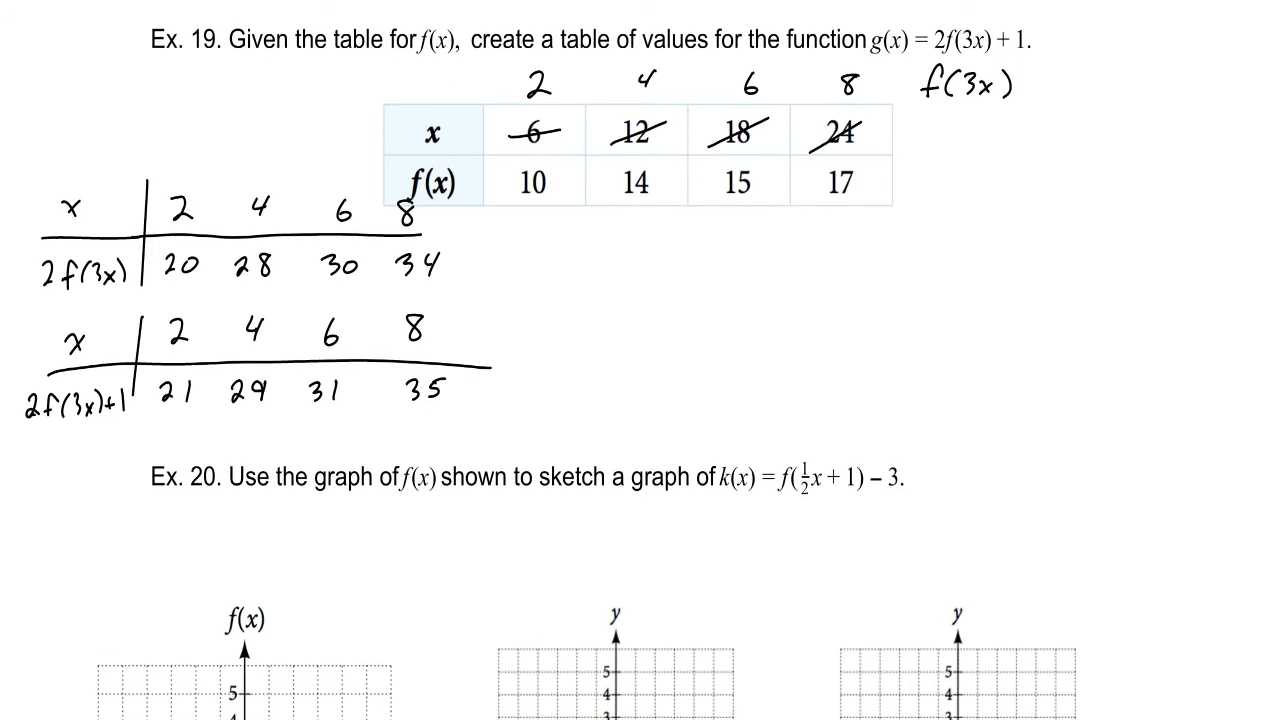 Ex. 19. Given the table for f(x), create a table of values for the function g(x) = 2f(3x) + 1.
2 4 6 8 f(3x)
x 6 12 18 24
f(x) 10 14 15 17
x 2 4 6 8
2f(3x) 20 28 30 34
x 2 4 6 8
2f(3x)+1 21 29 31 35
Ex. 20. Use the graph of f(x) shown to sketch a graph of k(x) = f(½x + 1) – 3.
f(x) y y
5 5 5
4 4 4
3 3